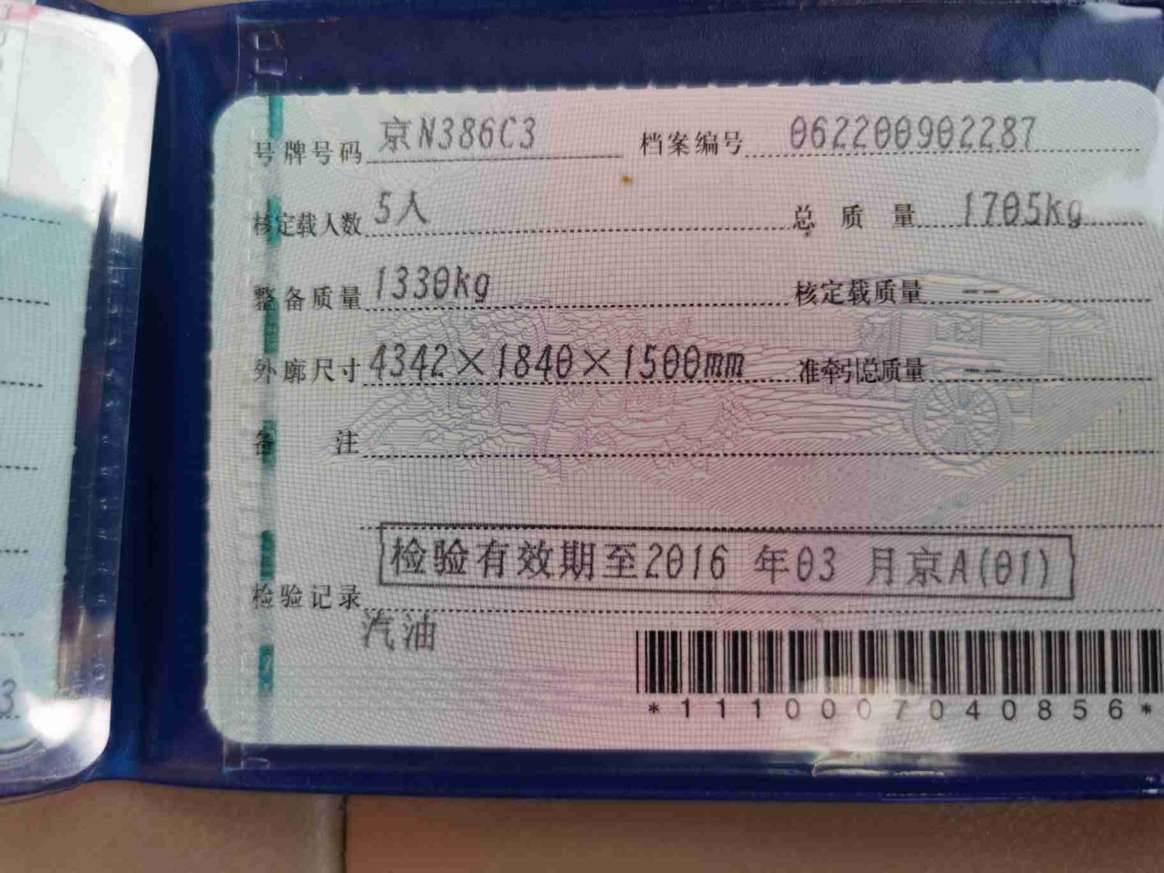 号牌号码 京N386C3 档案编号 062200902287
核定载人数 5人 总质量 1705kg
整备质量 1330kg 核定载质量 --
外廓尺寸 4342×1840×1500mm 准牵引总质量 --
备注
检验有效期至2016 年03 月京A(01)
检验记录
汽油
*1110007040856*
3